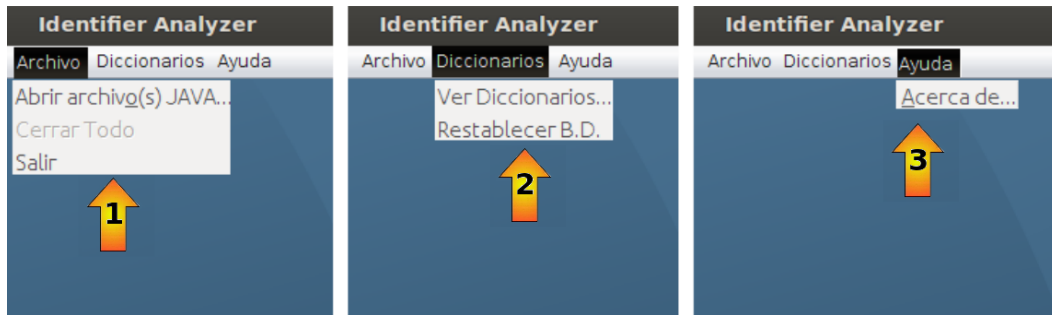 Identifier Analyzer
Archivo Diccionarios Ayuda
Abrir archivo(s) JAVA...
Cerrar Todo
Salir
1
Identifier Analyzer
Archivo Diccionarios Ayuda
Ver Diccionarios...
Restablecer B.D.
2
Identifier Analyzer
Archivo Diccionarios Ayuda
Acerca de...
3